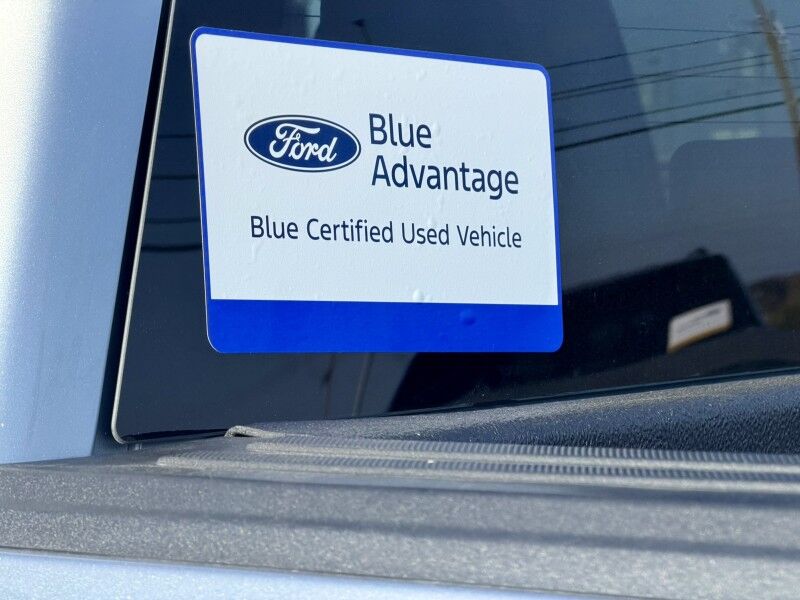 Ford
Blue
Advantage
Blue Certified Used Vehicle